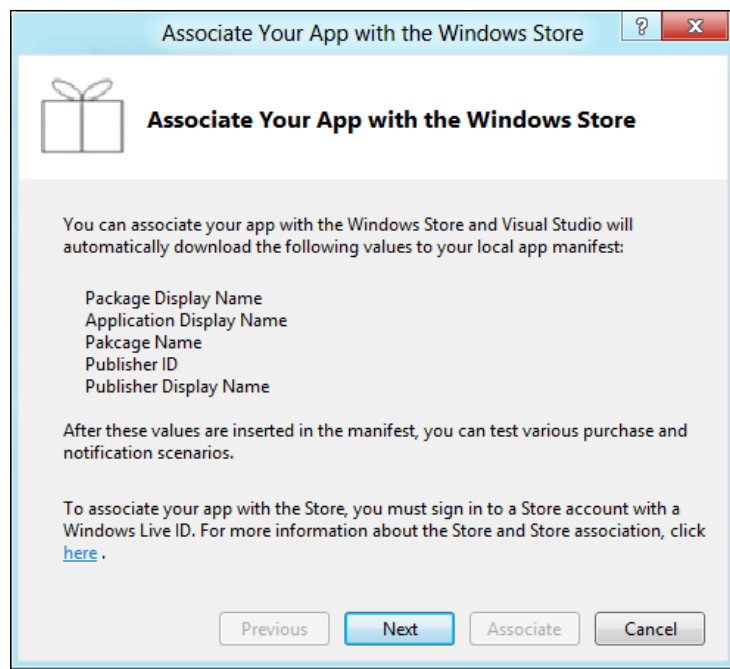 Associate Your App with the Windows Store
? x
Associate Your App with the Windows Store
You can associate your app with the Windows Store and Visual Studio will
automatically download the following values to your local app manifest:
Package Display Name
Application Display Name
Pakcage Name
Publisher ID
Publisher Display Name
After these values are inserted in the manifest, you can test various purchase and
notification scenarios.
To associate your app with the Store, you must sign in to a Store account with a
Windows Live ID. For more information about the Store and Store association, click
here .
Previous Next Associate Cancel